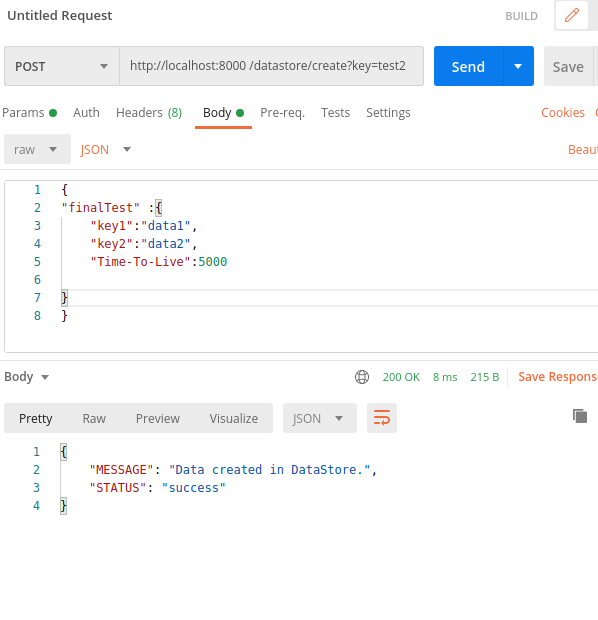 Untitled Request BUILD
POST http://localhost:8000 /datastore/create?key=test2 Send Save
Params Auth Headers (8) Body Pre-req. Tests Settings Cookies
raw JSON Beaut
1 {
2 "finalTest" :{
3 "key1":"data1",
4 "key2":"data2",
5 "Time-To-Live":5000
6
7 }
8 }
Body 200 OK 8 ms 215 B Save Respons
Pretty Raw Preview Visualize JSON
1 {
2 "MESSAGE": "Data created in DataStore.",
3 "STATUS": "success"
4 }